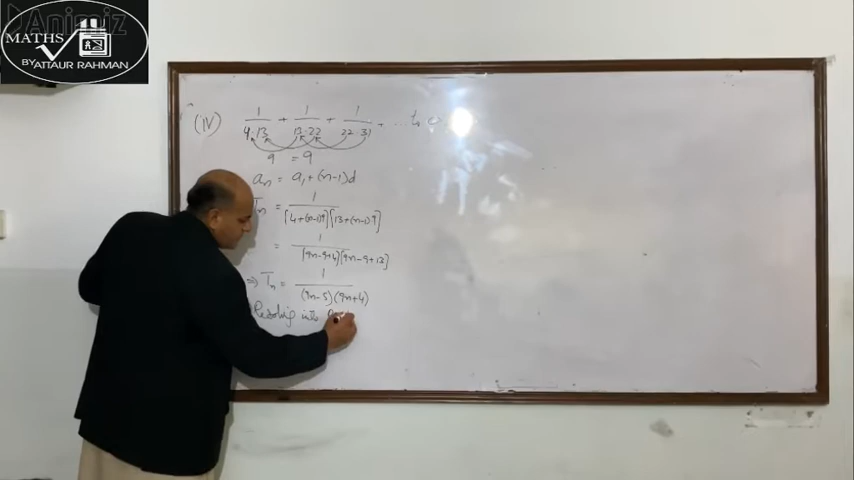 MATHS
BY ATTAUR RAHMAN
(IV) 1/4·13 + 1/13·22 + 1/22·31 + ... to ∞
9 = 9
aₙ = a₁ + (n-1)d
Tₙ = 1/[4+(n-1)9][13+(n-1)9]
= 1/[9n-9+4][9n-9+13]
⇒ Tₙ = 1/(9n-5)(9n+4)
Resolving into